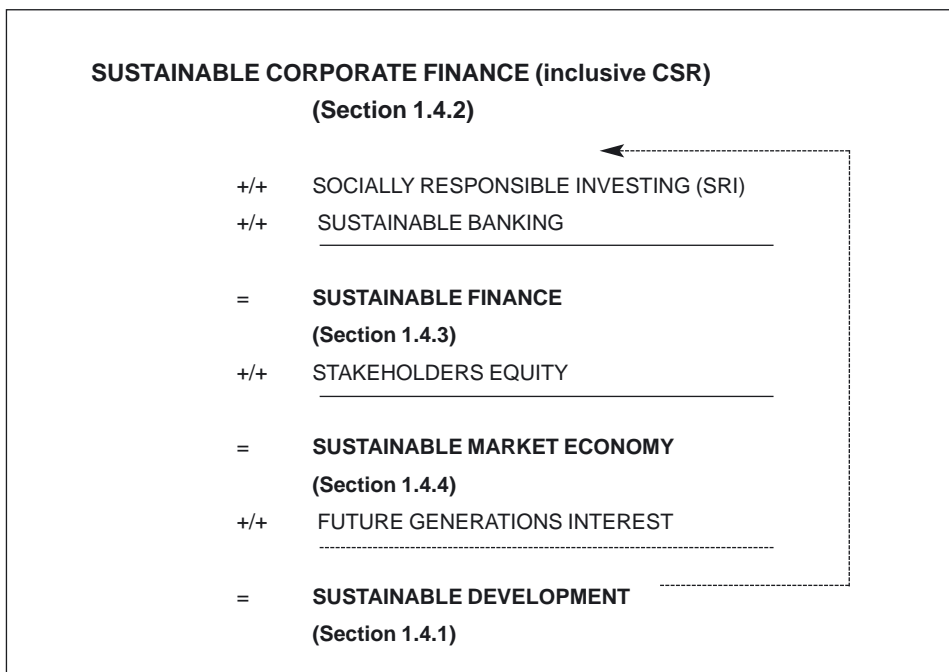 SUSTAINABLE CORPORATE FINANCE (inclusive CSR)
(Section 1.4.2)
+/+ SOCIALLY RESPONSIBLE INVESTING (SRI)
+/+ SUSTAINABLE BANKING
= SUSTAINABLE FINANCE
(Section 1.4.3)
+/+ STAKEHOLDERS EQUITY
= SUSTAINABLE MARKET ECONOMY
(Section 1.4.4)
+/+ FUTURE GENERATIONS INTEREST
= SUSTAINABLE DEVELOPMENT
(Section 1.4.1)